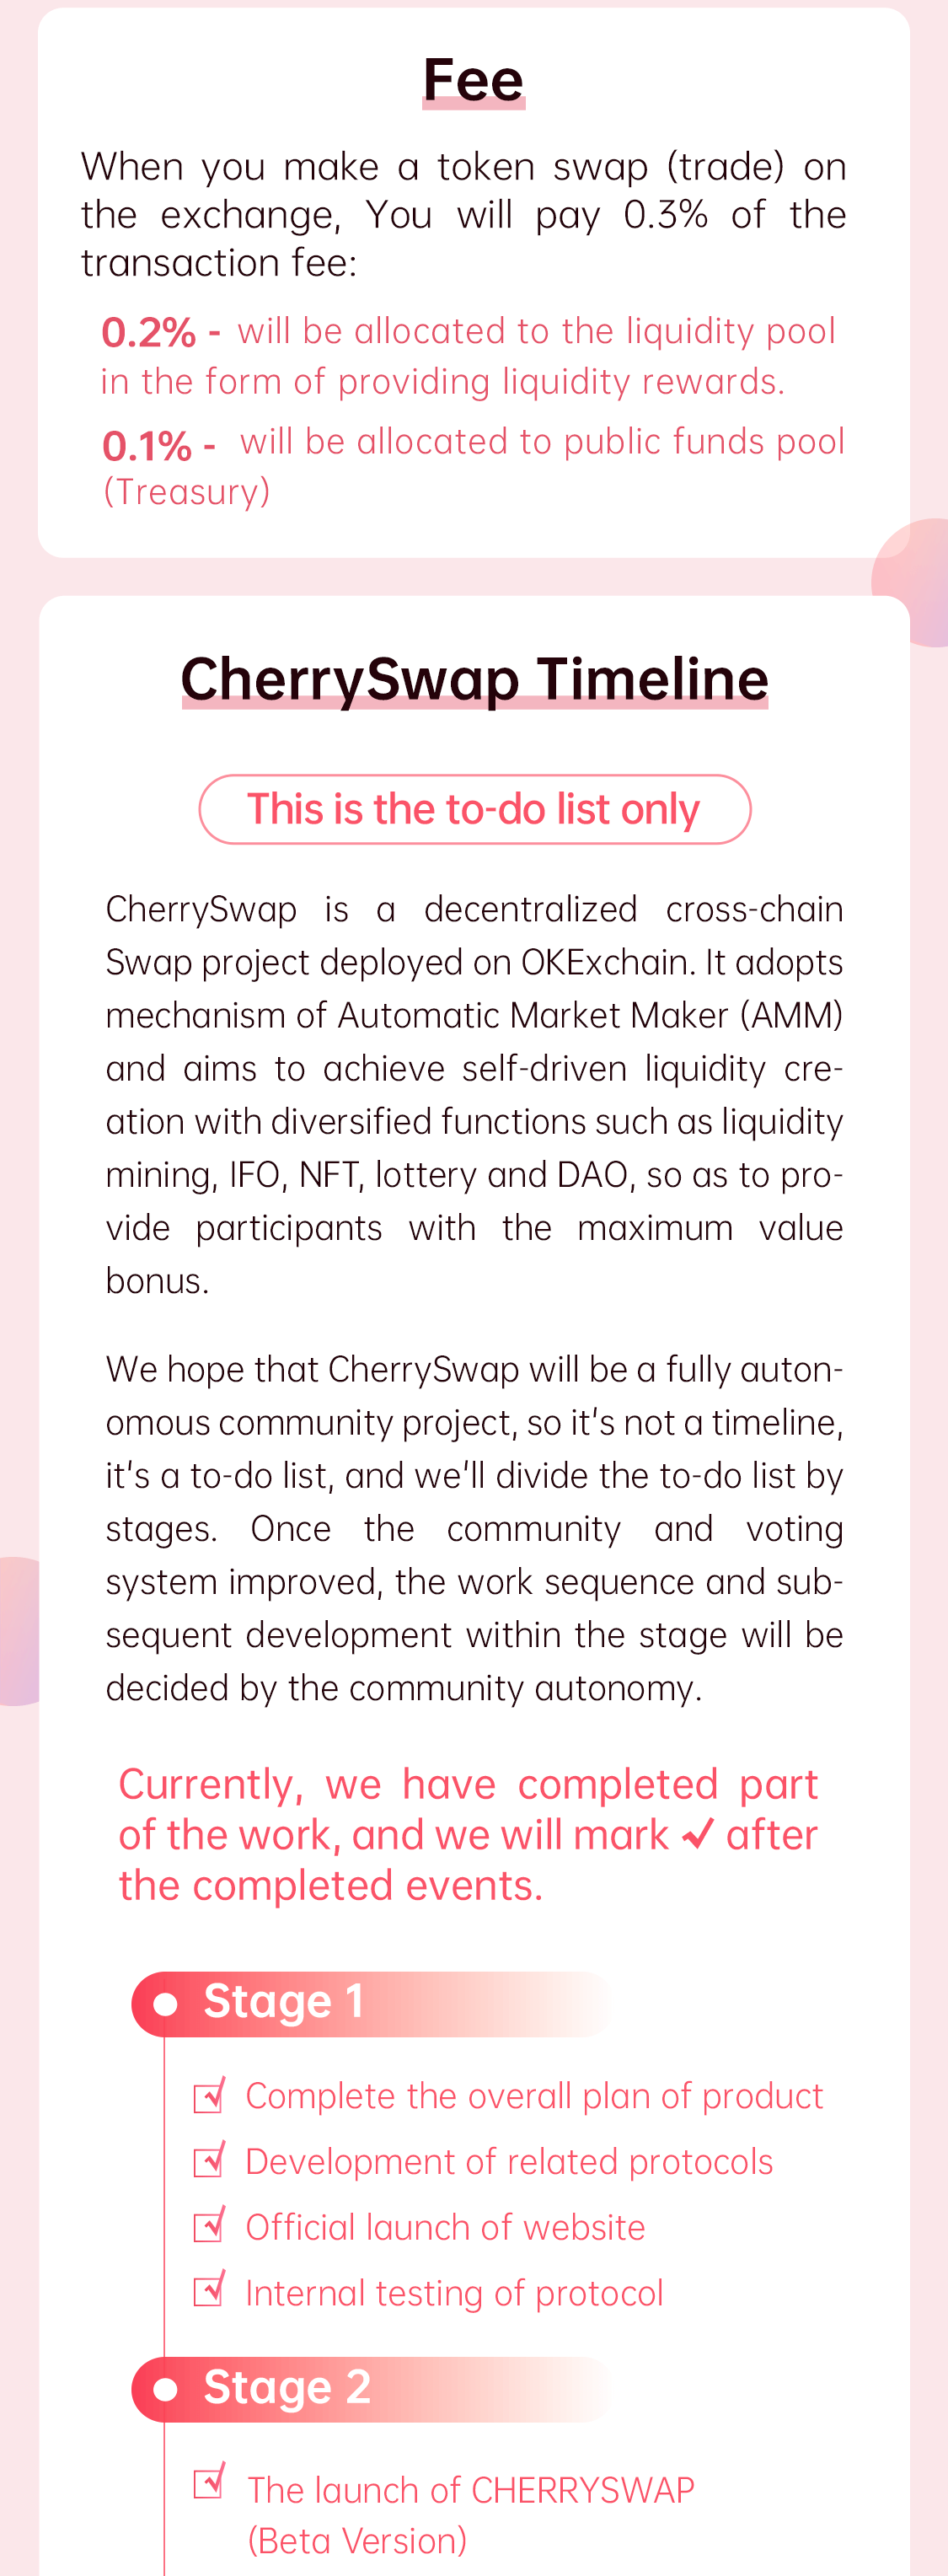 Fee
When you make a token swap (trade) on
the exchange, You will pay 0.3% of the
transaction fee:
0.2% - will be allocated to the liquidity pool
in the form of providing liquidity rewards.
0.1% - will be allocated to public funds pool
(Treasury)
CherrySwap Timeline
This is the to-do list only
CherrySwap is a decentralized cross-chain
Swap project deployed on OKExchain. It adopts
mechanism of Automatic Market Maker (AMM)
and aims to achieve self-driven liquidity cre-
ation with diversified functions such as liquidity
mining, IFO, NFT, lottery and DAO, so as to pro-
vide participants with the maximum value
bonus.
We hope that CherrySwap will be a fully auton-
omous community project, so it's not a timeline,
it's a to-do list, and we'll divide the to-do list by
stages. Once the community and voting
system improved, the work sequence and sub-
sequent development within the stage will be
decided by the community autonomy.
Currently, we have completed part
of the work, and we will mark ✓ after
the completed events.
Stage 1
Complete the overall plan of product
Development of related protocols
Official launch of website
Internal testing of protocol
Stage 2
The launch of CHERRYSWAP
(Beta Version)